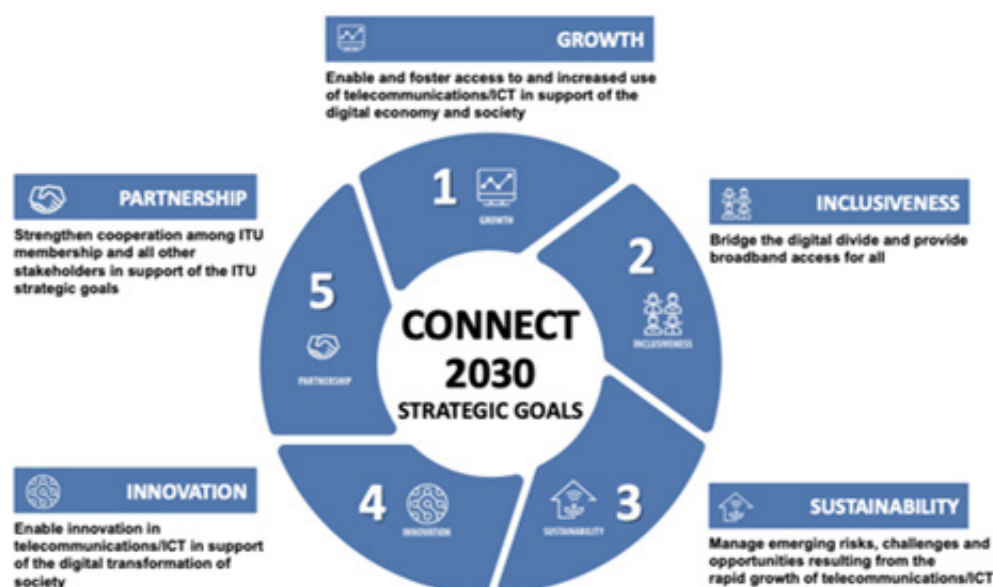 GROWTH
Enable and foster access to and increased use
of telecommunications/ICT in support of the
digital economy and society
PARTNERSHIP
Strengthen cooperation among ITU
membership and all other
stakeholders in support of the ITU
strategic goals
INCLUSIVENESS
Bridge the digital divide and provide
broadband access for all
1
GROWTH
2
INCLUSIVENESS
5
PARTNERSHIP
CONNECT
2030
STRATEGIC GOALS
4
INNOVATION
3
SUSTAINABILITY
INNOVATION
Enable innovation in
telecommunications/ICT in support
of the digital transformation of
society
SUSTAINABILITY
Manage emerging risks, challenges and
opportunities resulting from the
rapid growth of telecommunications/ICT